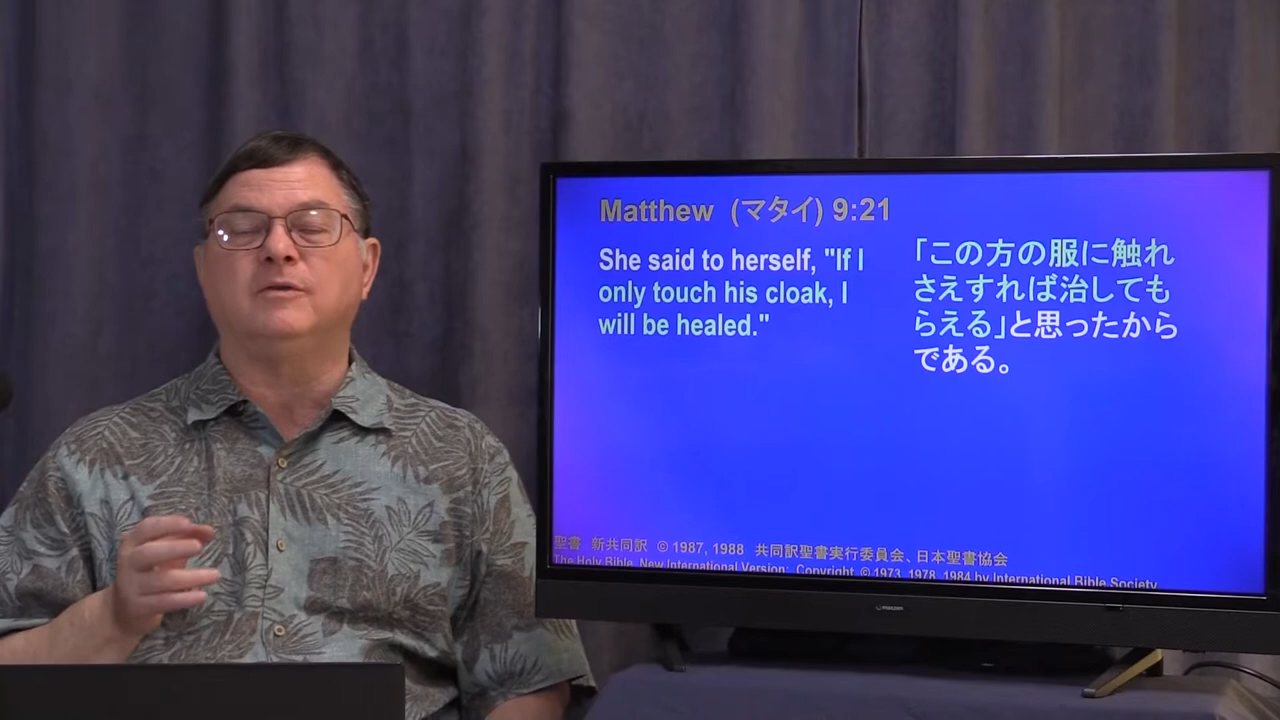 Matthew (マタイ) 9:21
She said to herself, "If I
only touch his cloak, I
will be healed."
「この方の服に触れ
さえすれば治しても
らえる」と思ったから
である。
聖書 新共同訳 © 1987, 1988 共同訳聖書実行委員会、日本聖書協会
The Holy Bible, New International Version; Copyright © 1973, 1978, 1984 by International Bible Society